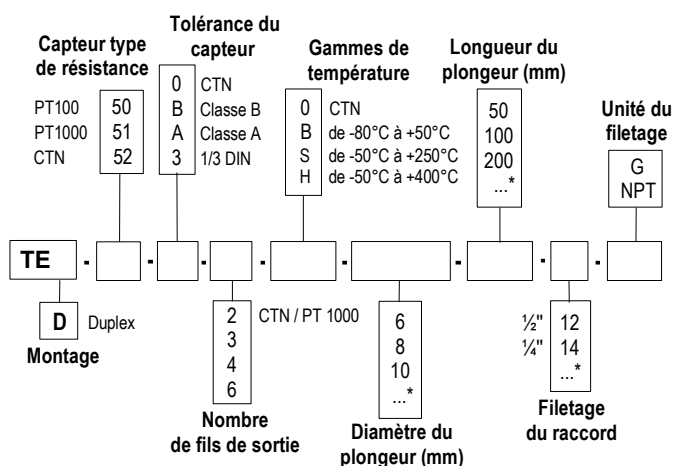 Capteur type
de résistance
PT100 50
PT1000 51
CTN 52
Tolérance du
capteur
0 CTN
B Classe B
A Classe A
3 1/3 DIN
Gammes de
température
0 CTN
B de -80°C à +50°C
S de -50°C à +250°C
H de -50°C à +400°C
Longueur du
plongeur (mm)
50
100
200
...*
Unité du
filetage
G
NPT
TE - - - - - - -
D Duplex
Montage
2 CTN / PT 1000
3
4
6
Nombre
de fils de sortie
6
8
10
...*
Diamètre du
plongeur (mm)
½" 12
¼" 14
...*
Filetage
du raccord